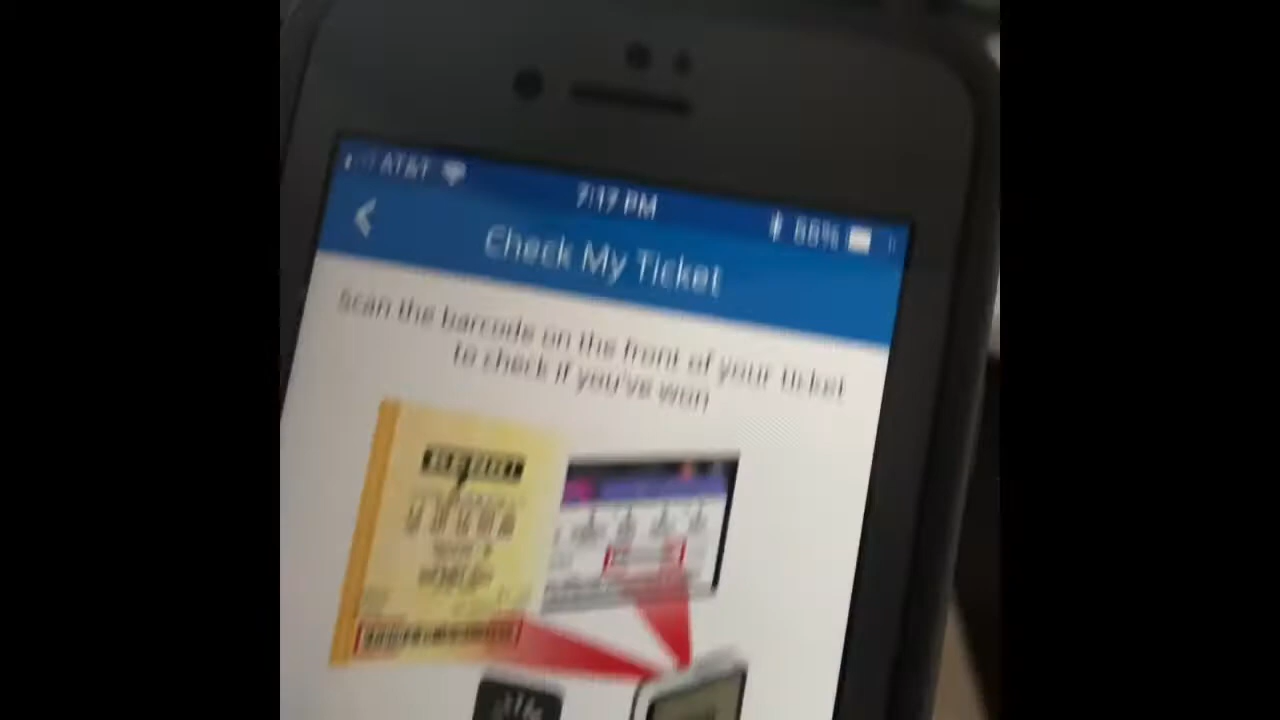 AT&T
7:17 PM
88%
Check My Ticket
Scan the barcode on the front of your ticket
to check if you've won